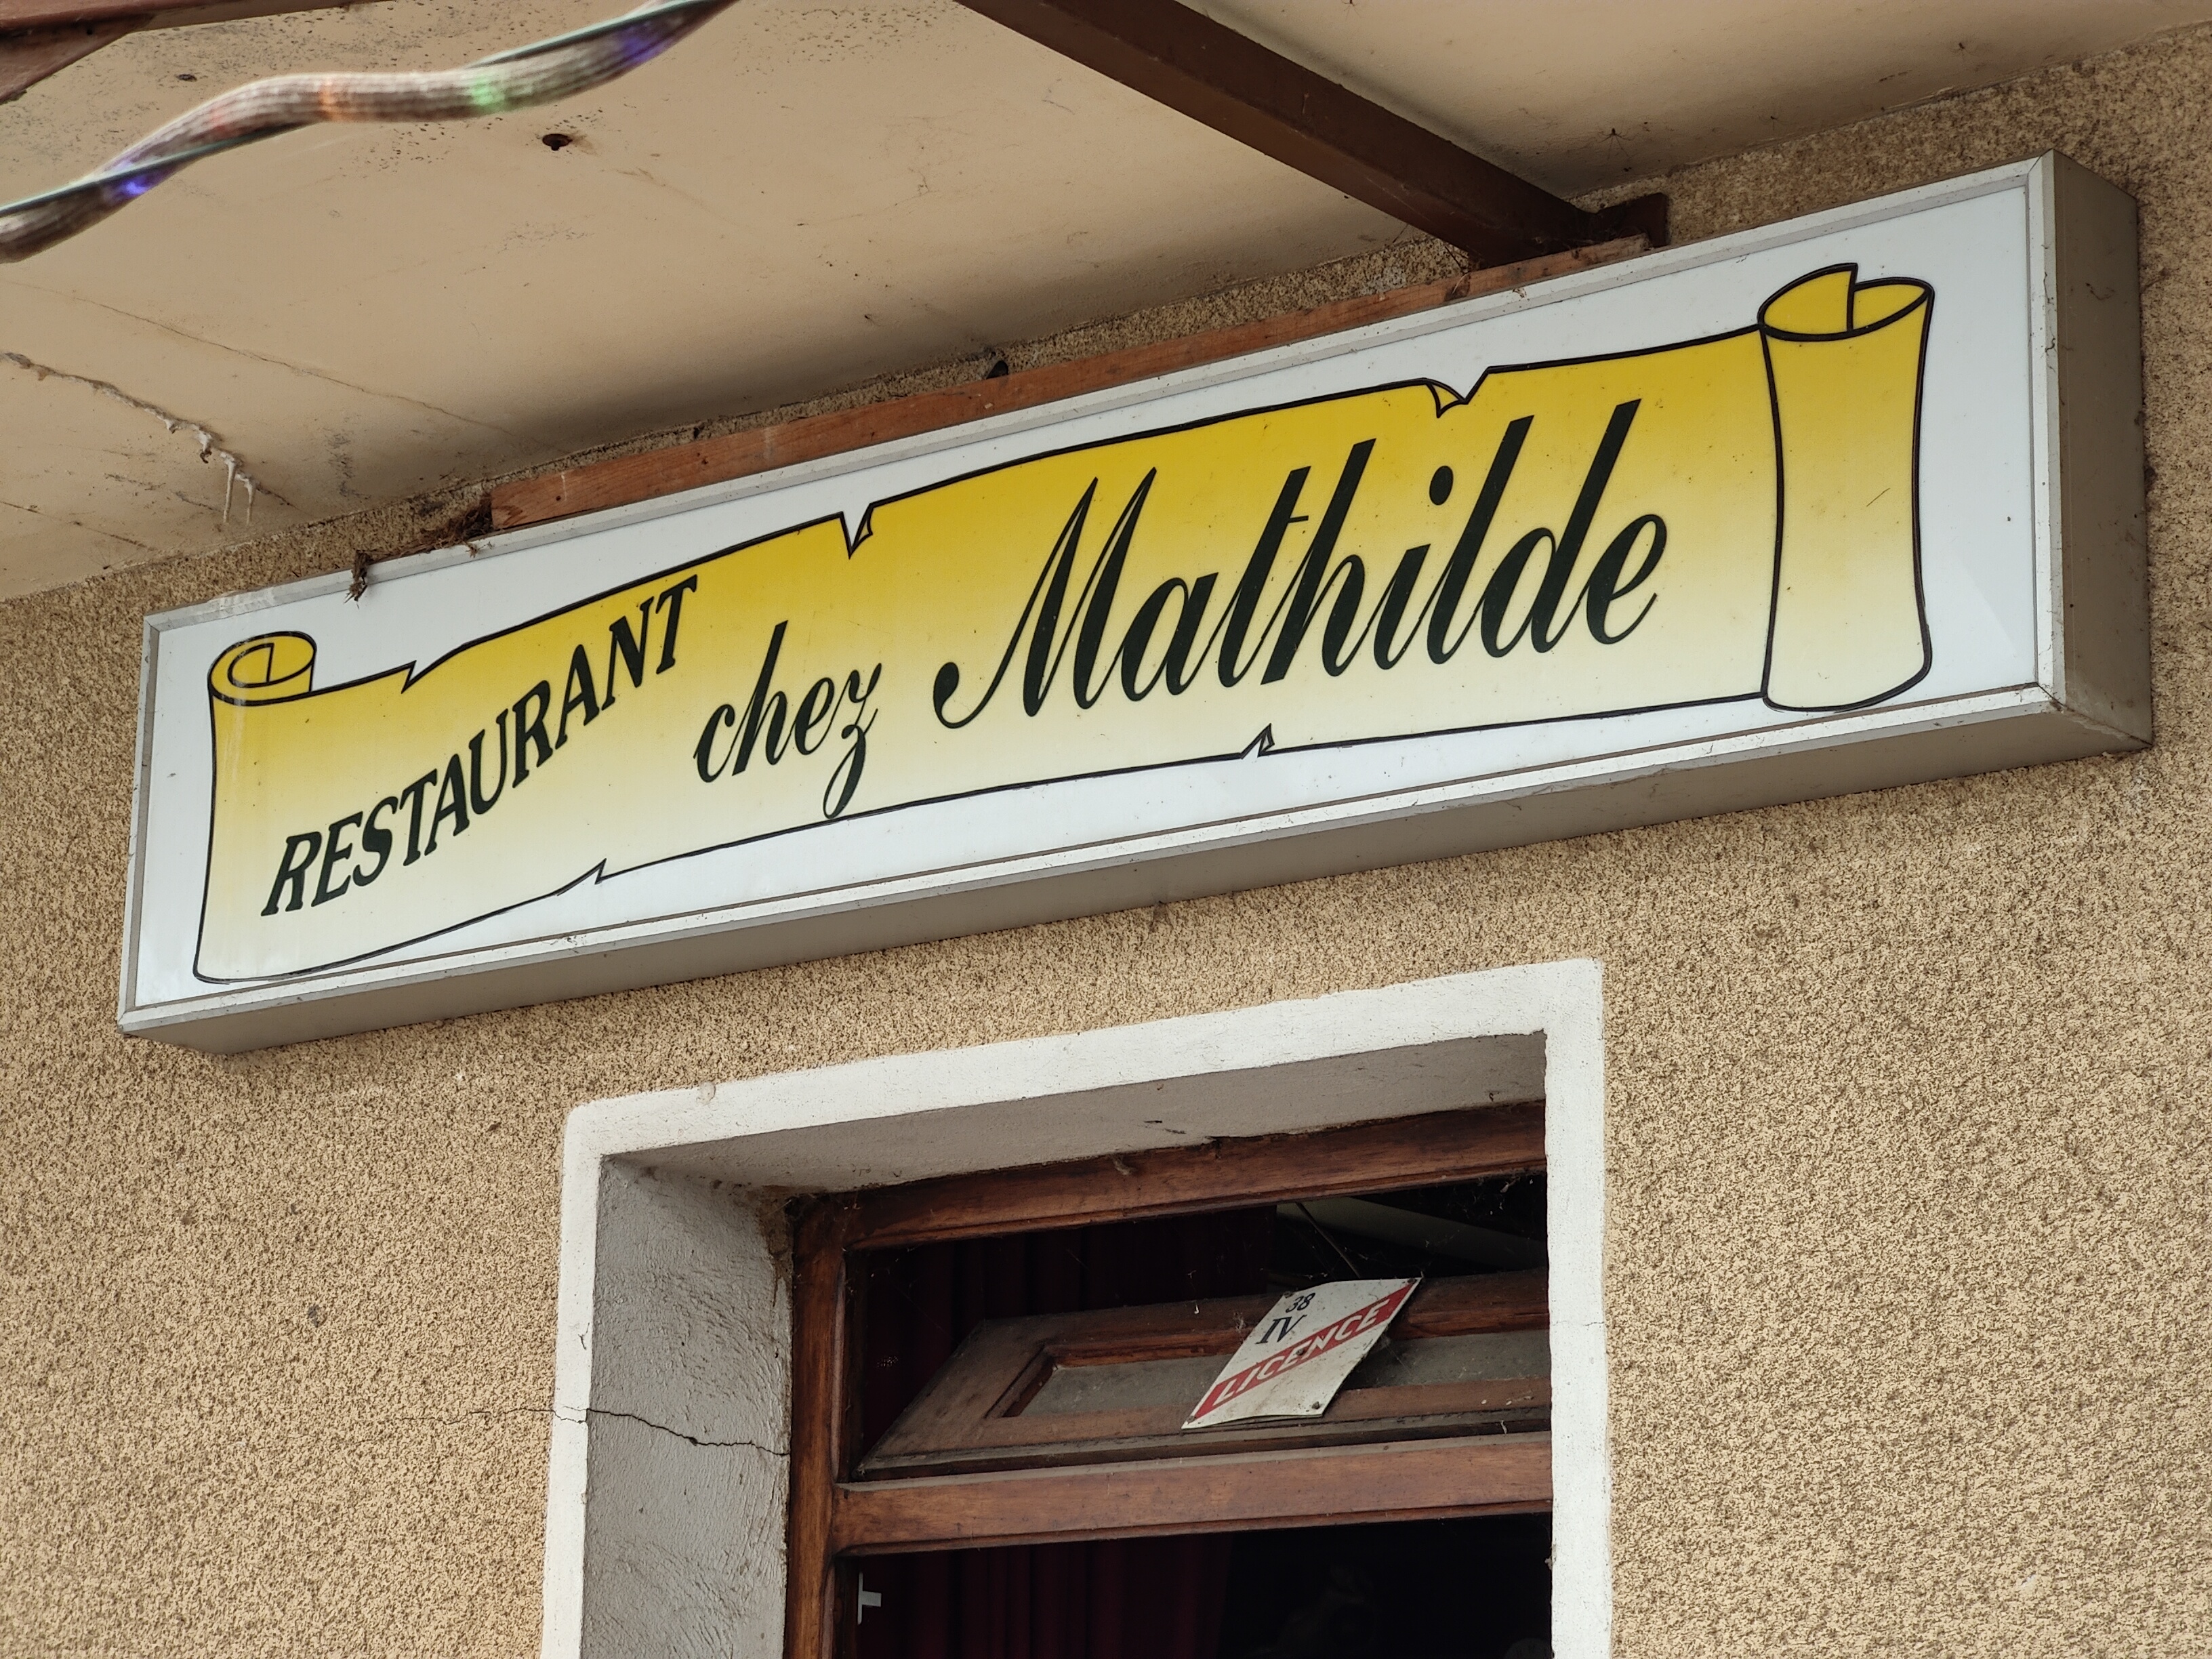 RESTAURANT chez Mathilde
38
IV
LICENCE